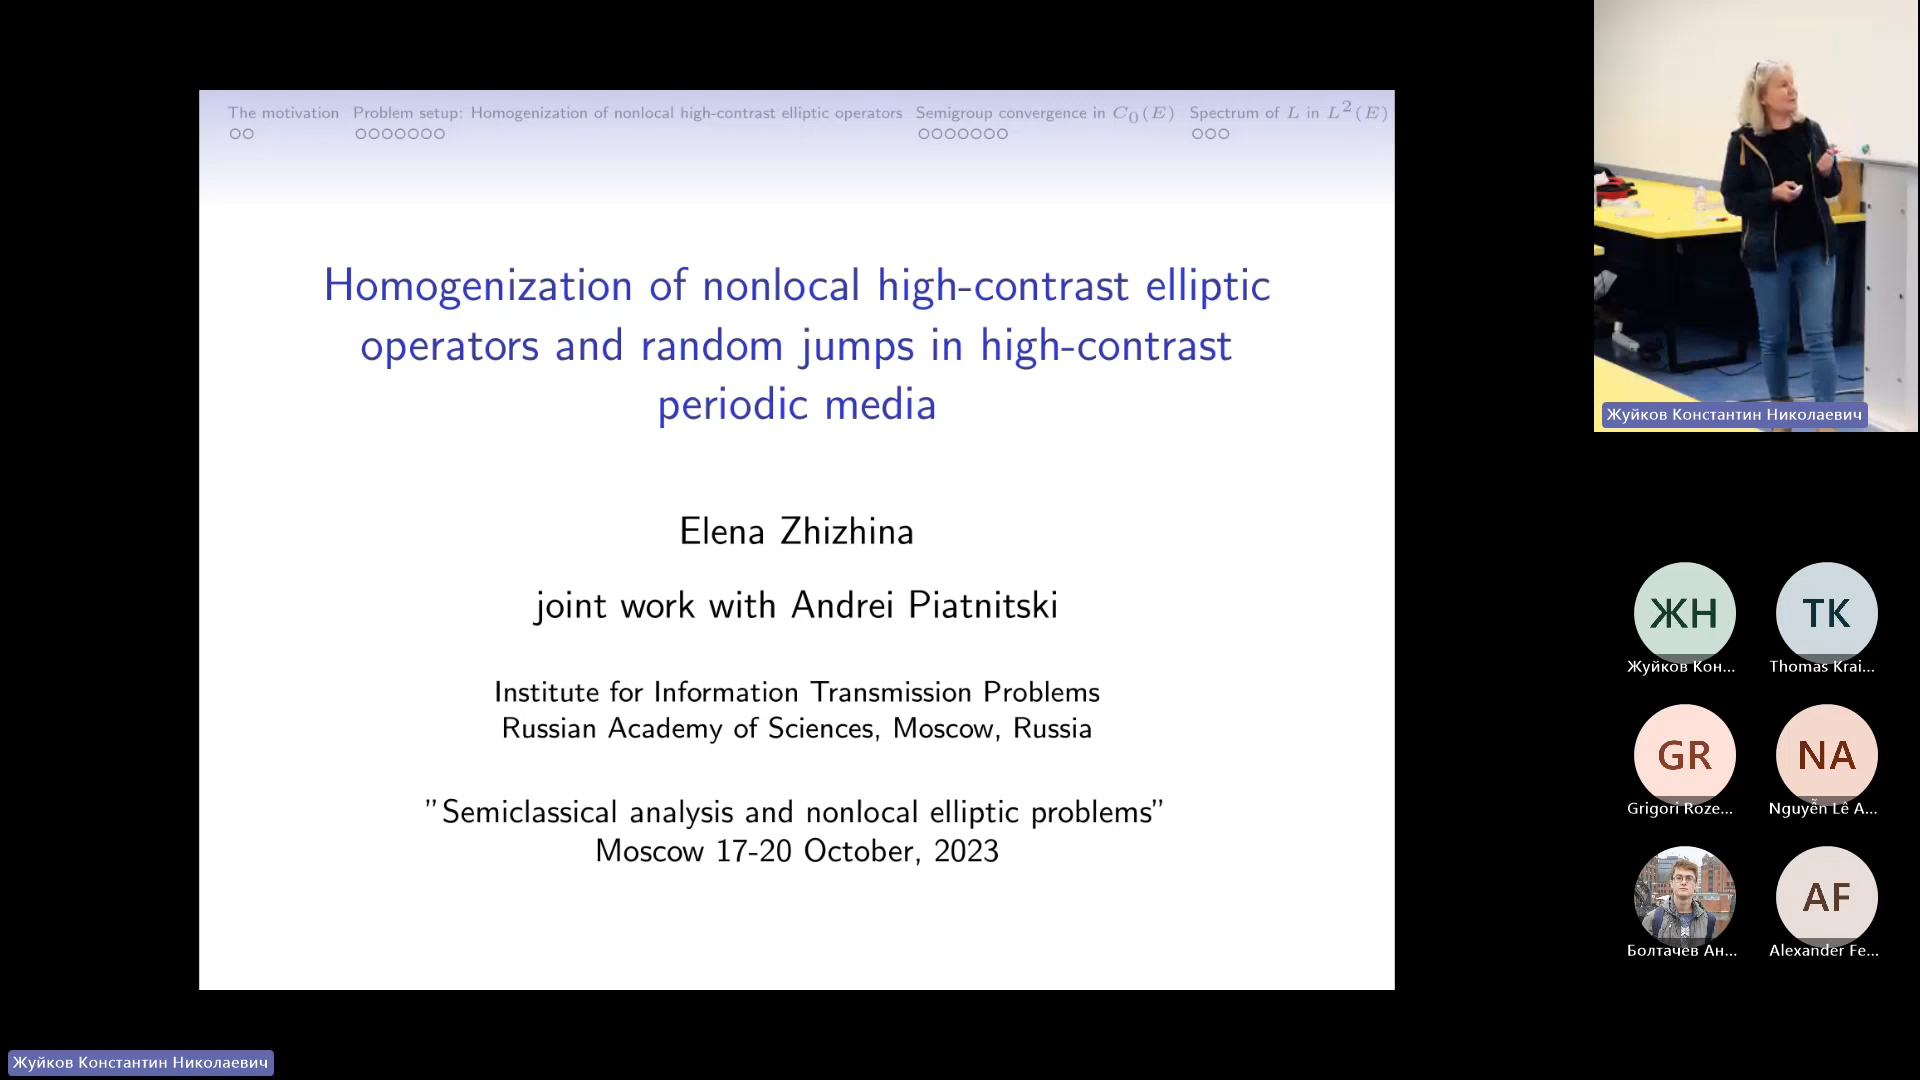 The motivation Problem setup: Homogenization of nonlocal high-contrast elliptic operators Semigroup convergence in C₀(E) Spectrum of L in L²(E)
Homogenization of nonlocal high-contrast elliptic
operators and random jumps in high-contrast
periodic media
Elena Zhizhina
joint work with Andrei Piatnitski
Institute for Information Transmission Problems
Russian Academy of Sciences, Moscow, Russia
"Semiclassical analysis and nonlocal elliptic problems"
Moscow 17-20 October, 2023
Жуйков Константин Николаевич
ЖН TK
Жуйков Кон... Thomas Krai...
GR NA
Grigori Roze... Nguyễn Lê A...
AF
Болтачев Ан... Alexander Fe...
Жуйков Константин Николаевич